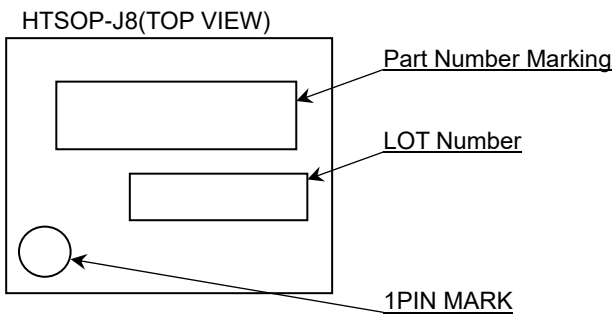 HTSOP-J8(TOP VIEW)
Part Number Marking
LOT Number
1PIN MARK